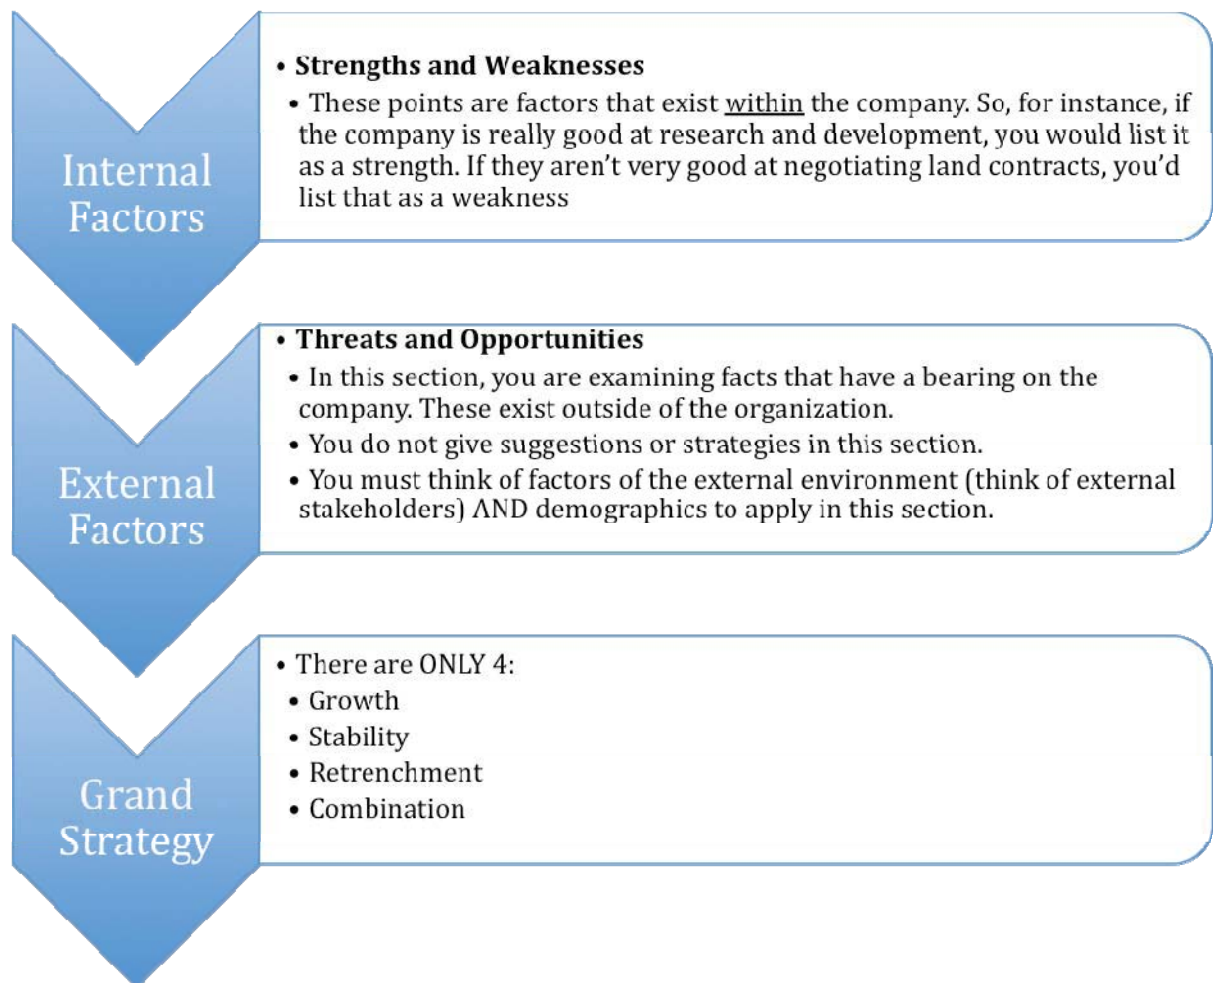 Internal
Factors
• Strengths and Weaknesses
• These points are factors that exist within the company. So, for instance, if
the company is really good at research and development, you would list it
as a strength. If they aren't very good at negotiating land contracts, you'd
list that as a weakness
External
Factors
• Threats and Opportunities
• In this section, you are examining facts that have a bearing on the
company. These exist outside of the organization.
• You do not give suggestions or strategies in this section.
• You must think of factors of the external environment (think of external
stakeholders) AND demographics to apply in this section.
Grand
Strategy
• There are ONLY 4:
• Growth
• Stability
• Retrenchment
• Combination